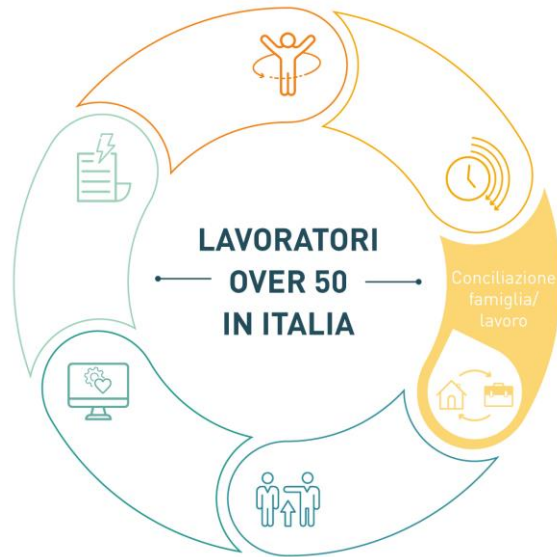 LAVORATORI
OVER 50
IN ITALIA
Conciliazione
famiglia/
lavoro